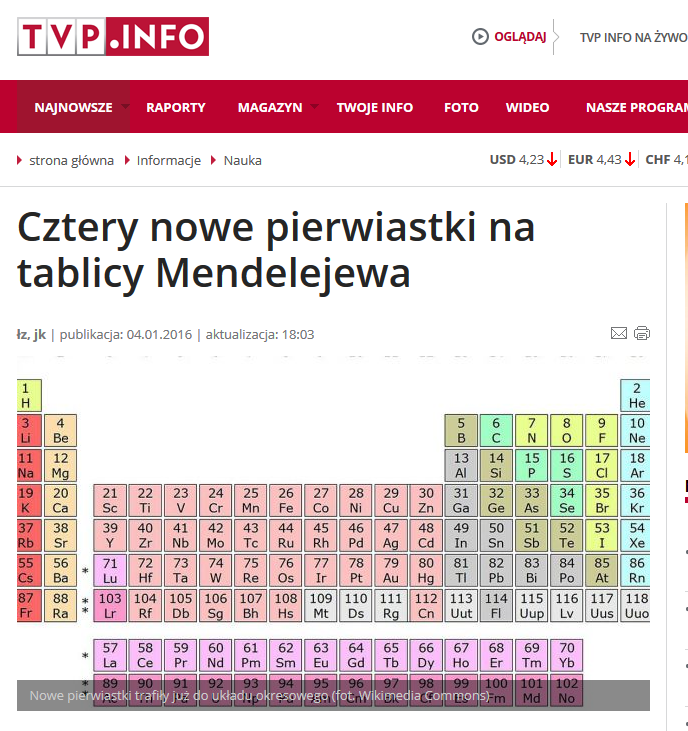 TVP.INFO
OGLĄDAJ
TVP INFO NA ŻYWO
NAJNOWSZE RAPORTY MAGAZYN TWOJE INFO FOTO WIDEO NASZE PROGRAM
strona główna Informacje Nauka
USD 4,23 EUR 4,43 CHF 4,1
Cztery nowe pierwiastki na
tablicy Mendelejewa
łz, jk | publikacja: 04.01.2016 | aktualizacja: 18:03
1 2
H He
3 4 5 6 7 8 9 10
Li Be B C N O F Ne
11 12 13 14 15 16 17 18
Na Mg Al Si P S Cl Ar
19 20 21 22 23 24 25 26 27 28 29 30 31 32 33 34 35 36
K Ca Sc Ti V Cr Mn Fe Co Ni Cu Zn Ga Ge As Se Br Kr
37 38 39 40 41 42 43 44 45 46 47 48 49 50 51 52 53 54
Rb Sr Y Zr Nb Mo Tc Ru Rh Pd Ag Cd In Sn Sb Te I Xe
55 56 * 71 72 73 74 75 76 77 78 79 80 81 82 83 84 85 86
Cs Ba Lu Hf Ta W Re Os Ir Pt Au Hg Tl Pb Bi Po At Rn
87 88 * 103 104 105 106 107 108 109 110 111 112 113 114 115 116 117 118
Fr Ra * Lr Rf Db Sg Bh Hs Mt Ds Rg Cn Uut Fl Uup Lv Uus Uuo
* 57 58 59 60 61 62 63 64 65 66 67 68 69 70
La Ce Pr Nd Pm Sm Eu Gd Tb Dy Ho Er Tm Yb
* 89 90 91 92 93 94 95 96 97 98 99 100 101 102
* Ac Th Pa U Np Pu Am Cm Bk Cf Es Fm Md No
Nowe pierwiastki trafiły już do układu okresowego (fot. Wikimedia Commons)